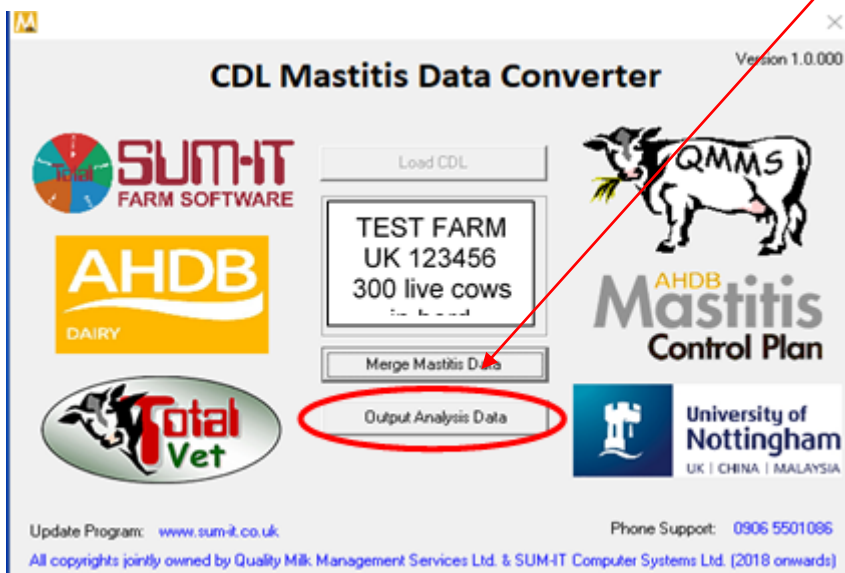 Version 1.0.000
CDL Mastitis Data Converter
Total
SUM-IT
FARM SOFTWARE
Load CDL
QMMS
TEST FARM
UK 123456
300 live cows
in herd
AHDB
DAIRY
AHDB
Mastitis
Control Plan
Merge Mastitis Data
Output Analysis Data
Total
Vet
University of
Nottingham
UK | CHINA | MALAYSIA
Update Program: www.sum-it.co.uk
Phone Support: 0906 5501086
All copyrights jointly owned by Quality Milk Management Services Ltd. & SUM-IT Computer Systems Ltd. (2018 onwards)